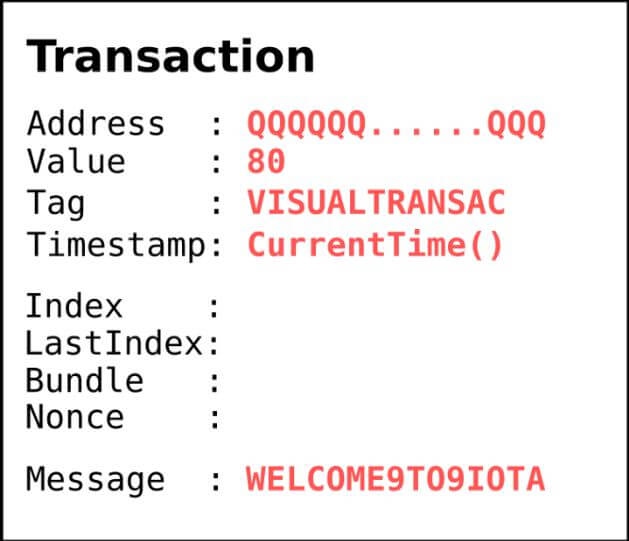 Transaction
Address : QQQQQQ......QQQ
Value : 80
Tag : VISUALTRANSAC
Timestamp: CurrentTime()
Index :
LastIndex:
Bundle :
Nonce :
Message : WELCOME9TO9IOTA